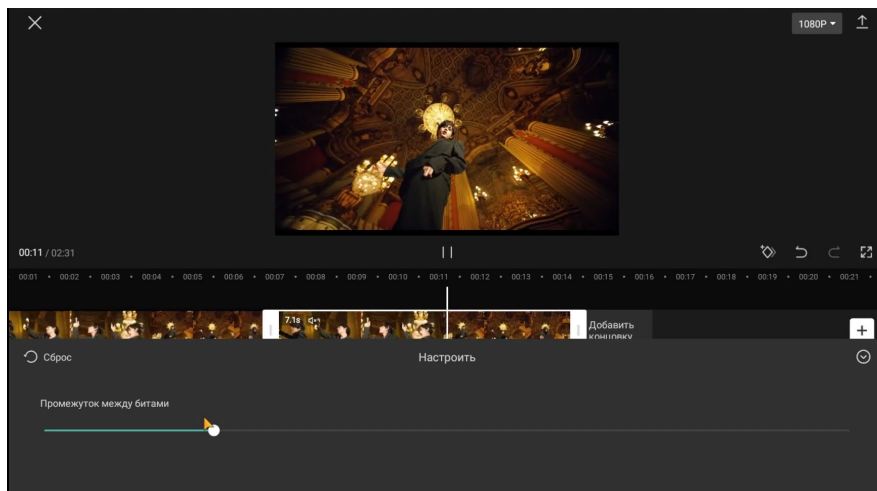 1080P
00:11 / 02:31
00:01 00:02 00:03 00:04 00:05 00:06 00:07 00:08 00:09 00:10 00:11 00:12 00:13 00:14 00:15 00:16 00:17 00:18 00:19 00:20 00:21
7.1s
Добавить
концовку
Сброс
Настроить
Промежуток между битами